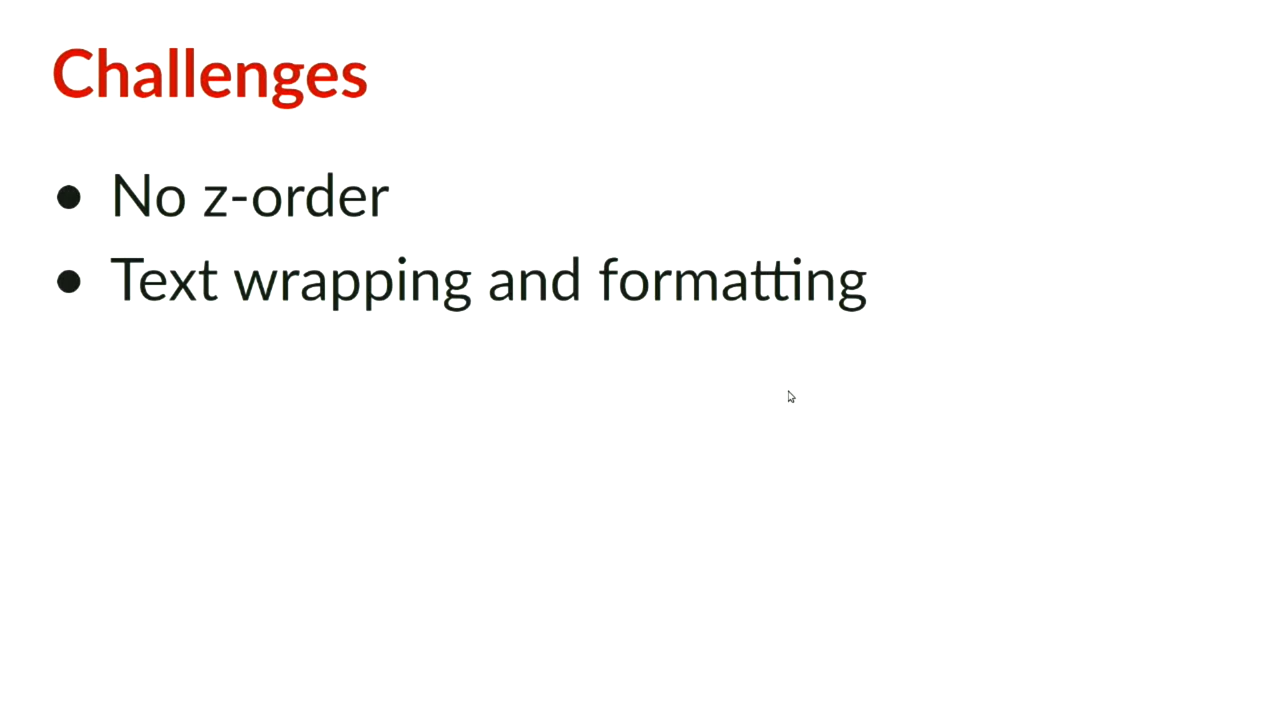 Challenges
● No z-order
● Text wrapping and formatting